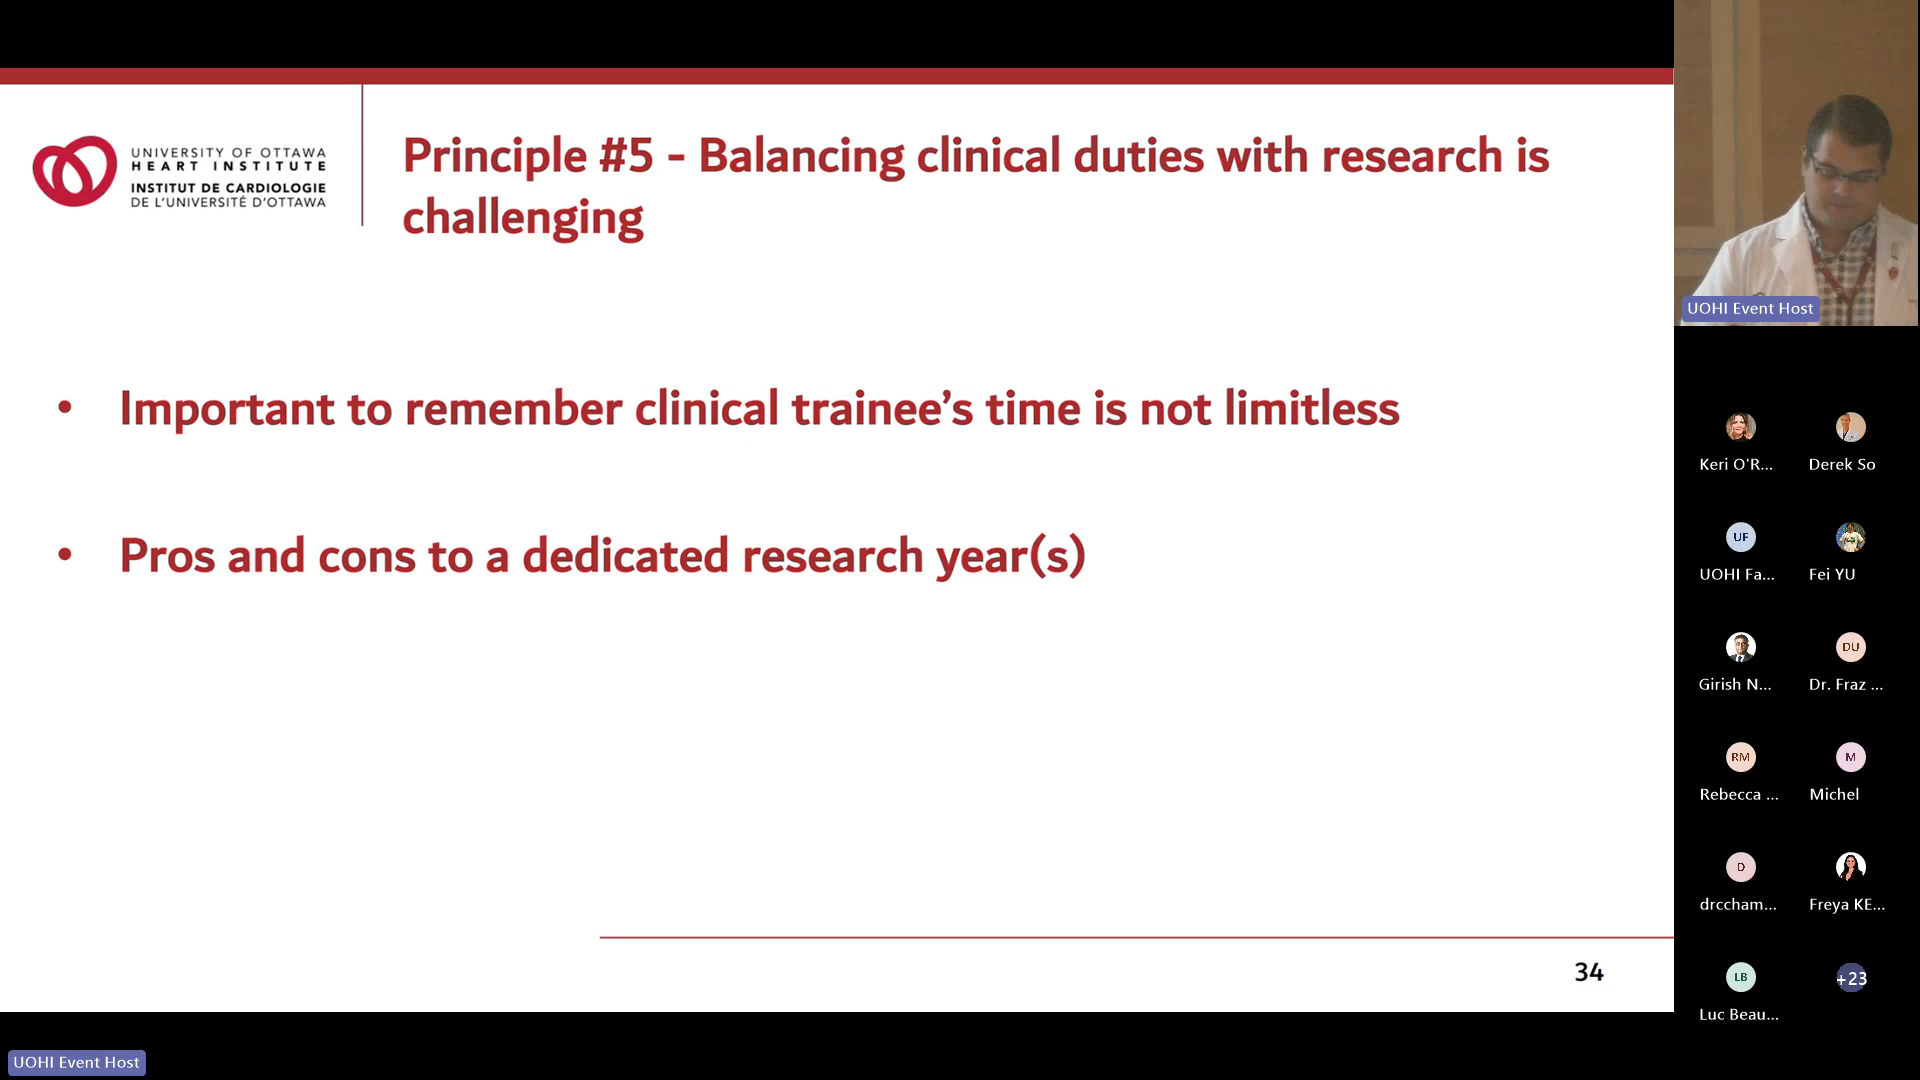 UNIVERSITY OF OTTAWA
HEART INSTITUTE
INSTITUT DE CARDIOLOGIE
DE L'UNIVERSITÉ D'OTTAWA
Principle #5 - Balancing clinical duties with research is
challenging
• Important to remember clinical trainee’s time is not limitless
• Pros and cons to a dedicated research year(s)
34
UOHI Event Host
UOHI Event Host
Keri O'R...
Derek So
UF
UOHI Fa...
Fei YU
Girish N...
DU
Dr. Fraz ...
RM
Rebecca ...
M
Michel
D
drccham...
Freya KE...
LB
Luc Beau...
+23